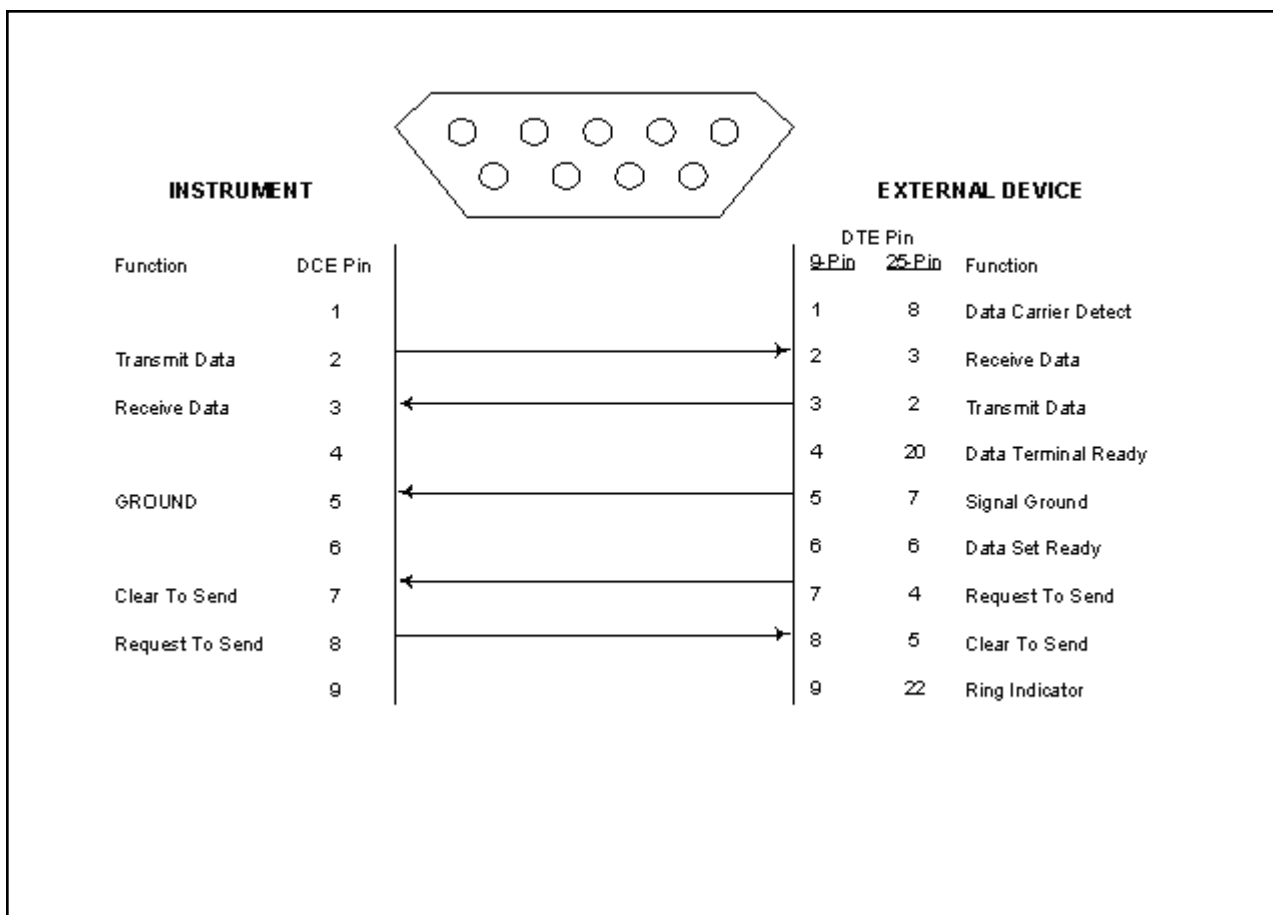 INSTRUMENT EXTERNAL DEVICE
DTE Pin
Function DCE Pin 9-Pin 25-Pin Function
1 1 8 Data Carrier Detect
Transmit Data 2 2 3 Receive Data
Receive Data 3 3 2 Transmit Data
4 4 20 Data Terminal Ready
GROUND 5 5 7 Signal Ground
6 6 6 Data Set Ready
Clear To Send 7 7 4 Request To Send
Request To Send 8 8 5 Clear To Send
9 9 22 Ring Indicator